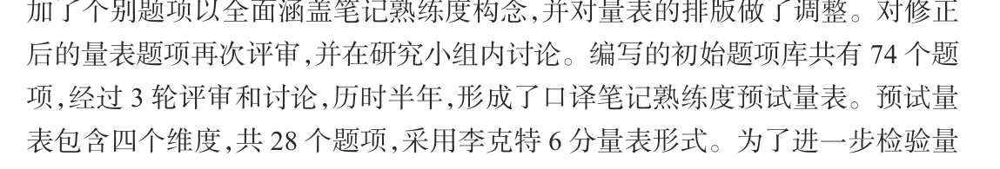 加了个别题项以全面涵盖笔记熟练度构念,并对量表的排版做了调整。对修正
后的量表题项再次评审,并在研究小组内讨论。编写的初始题项库共有 74 个题
项,经过 3 轮评审和讨论,历时半年,形成了口译笔记熟练度预试量表。预试量
表包含四个维度,共 28 个题项,采用李克特 6 分量表形式。为了进一步检验量